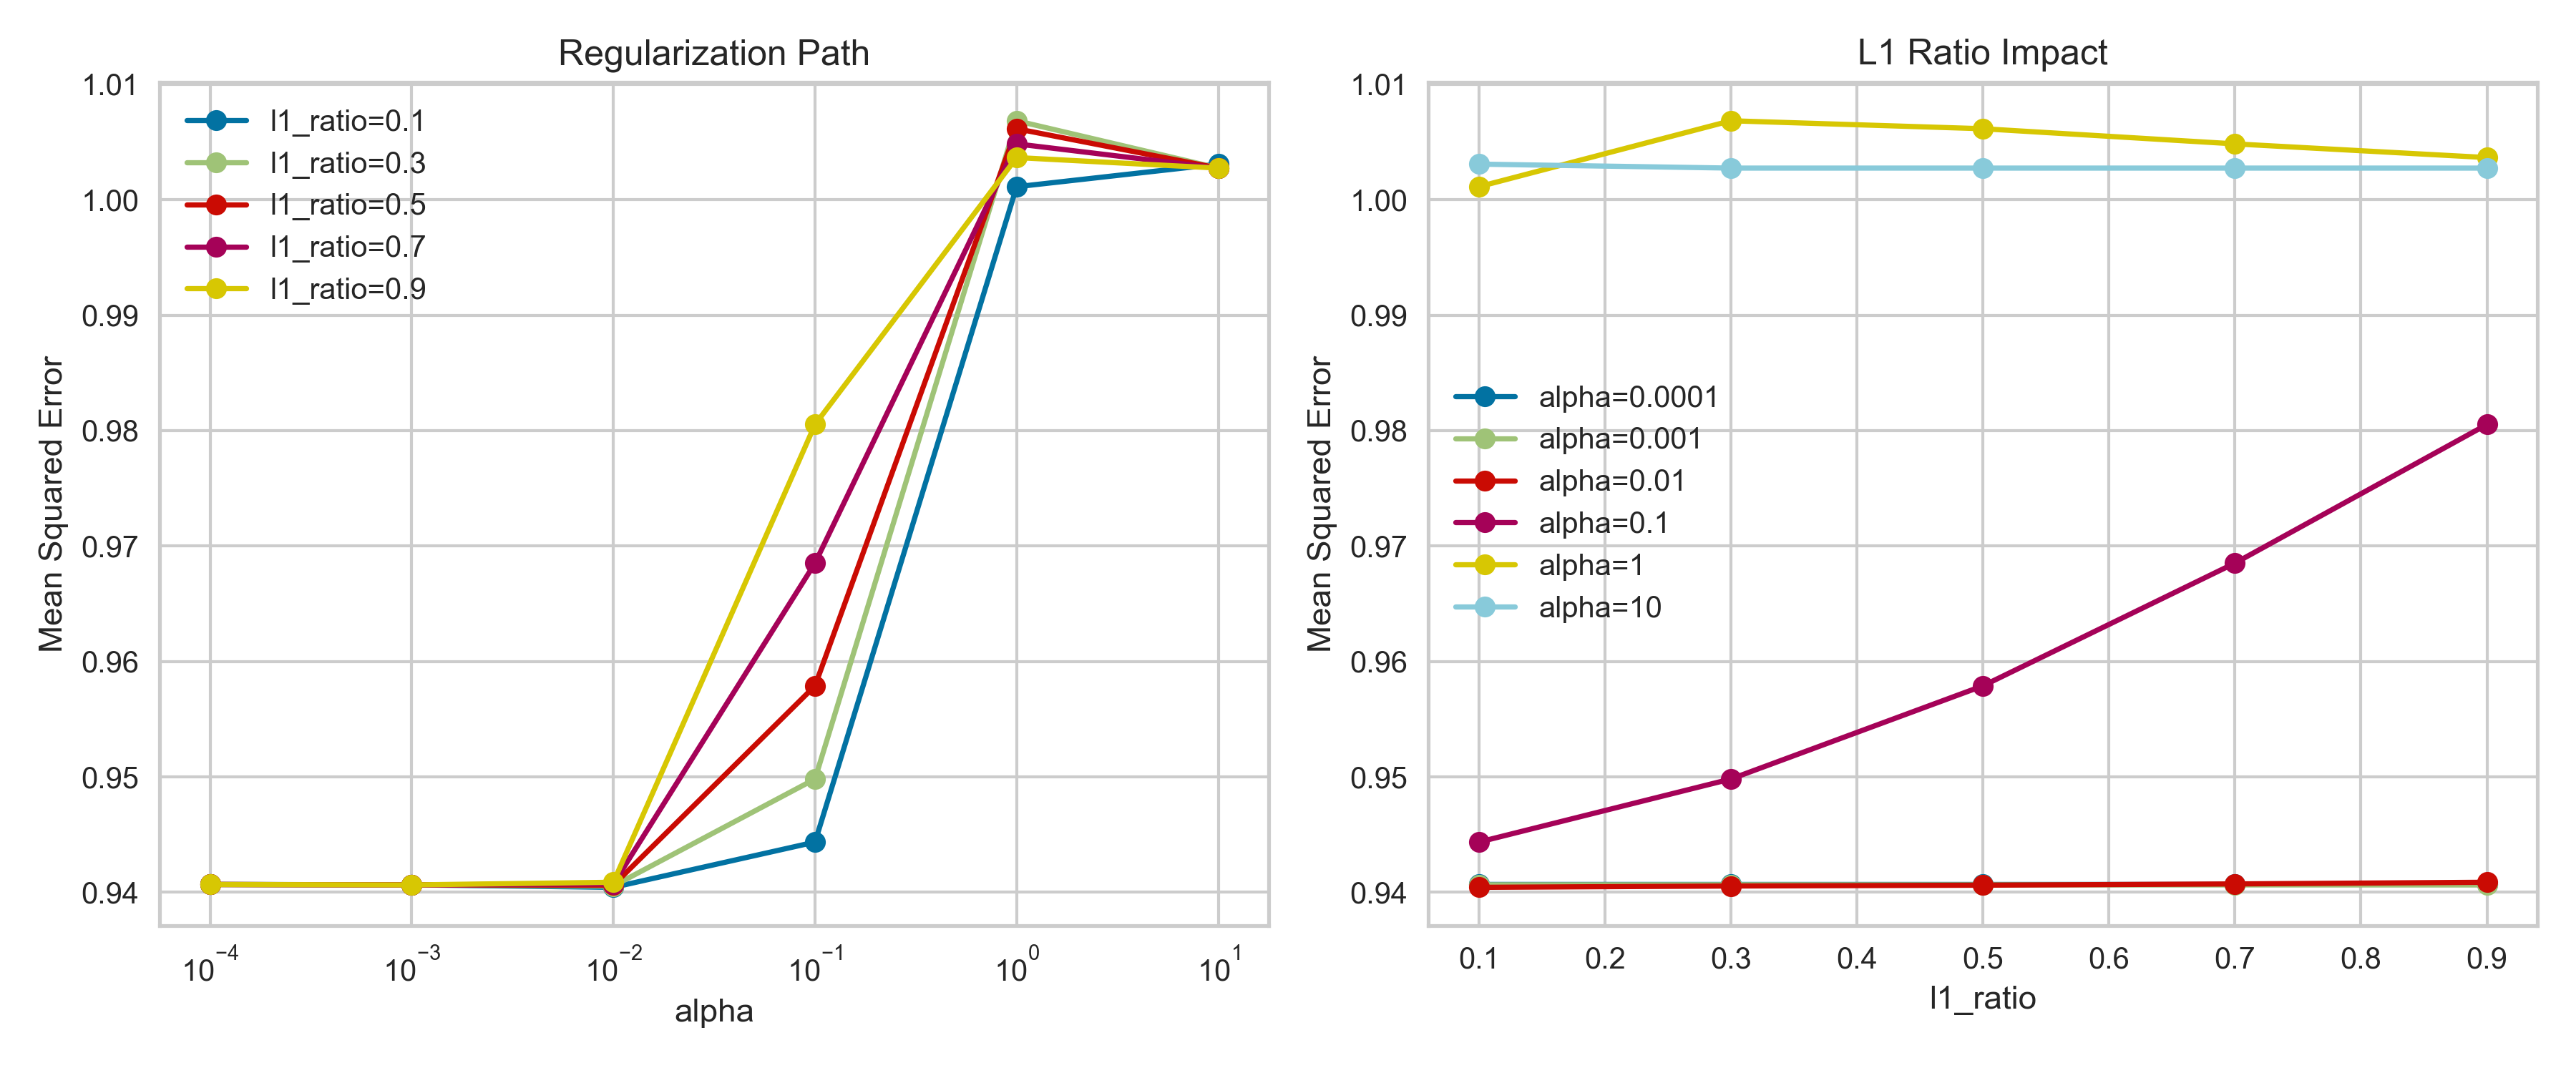 Regularization Path
1.01
1.00
0.99
0.98
0.97
0.96
0.95
0.94
Mean Squared Error
l1_ratio=0.1
l1_ratio=0.3
l1_ratio=0.5
l1_ratio=0.7
l1_ratio=0.9
10⁻⁴ 10⁻³ 10⁻² 10⁻¹ 10⁰ 10¹
alpha
L1 Ratio Impact
1.01
1.00
0.99
0.98
0.97
0.96
0.95
0.94
Mean Squared Error
alpha=0.0001
alpha=0.001
alpha=0.01
alpha=0.1
alpha=1
alpha=10
0.1 0.2 0.3 0.4 0.5 0.6 0.7 0.8 0.9
l1_ratio